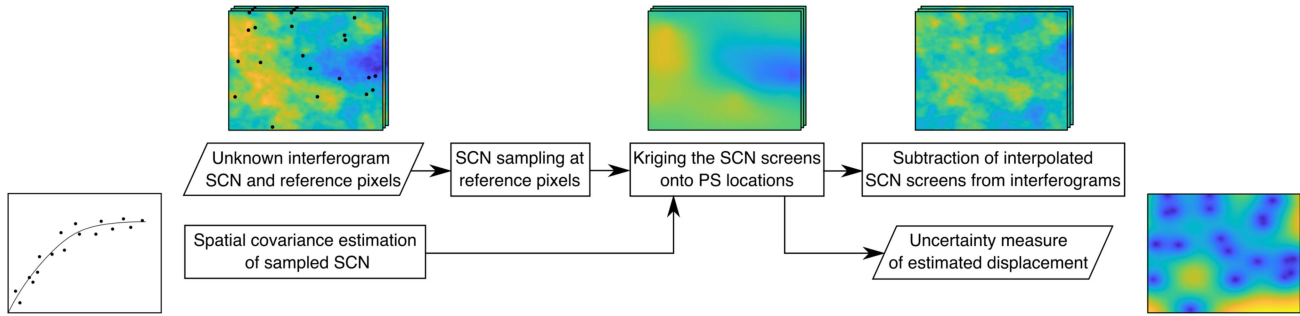 Unknown interferogram
SCN and reference pixels
SCN sampling at
reference pixels
Kriging the SCN screens
onto PS locations
Subtraction of interpolated
SCN screens from interferograms
Spatial covariance estimation
of sampled SCN
Uncertainty measure
of estimated displacement